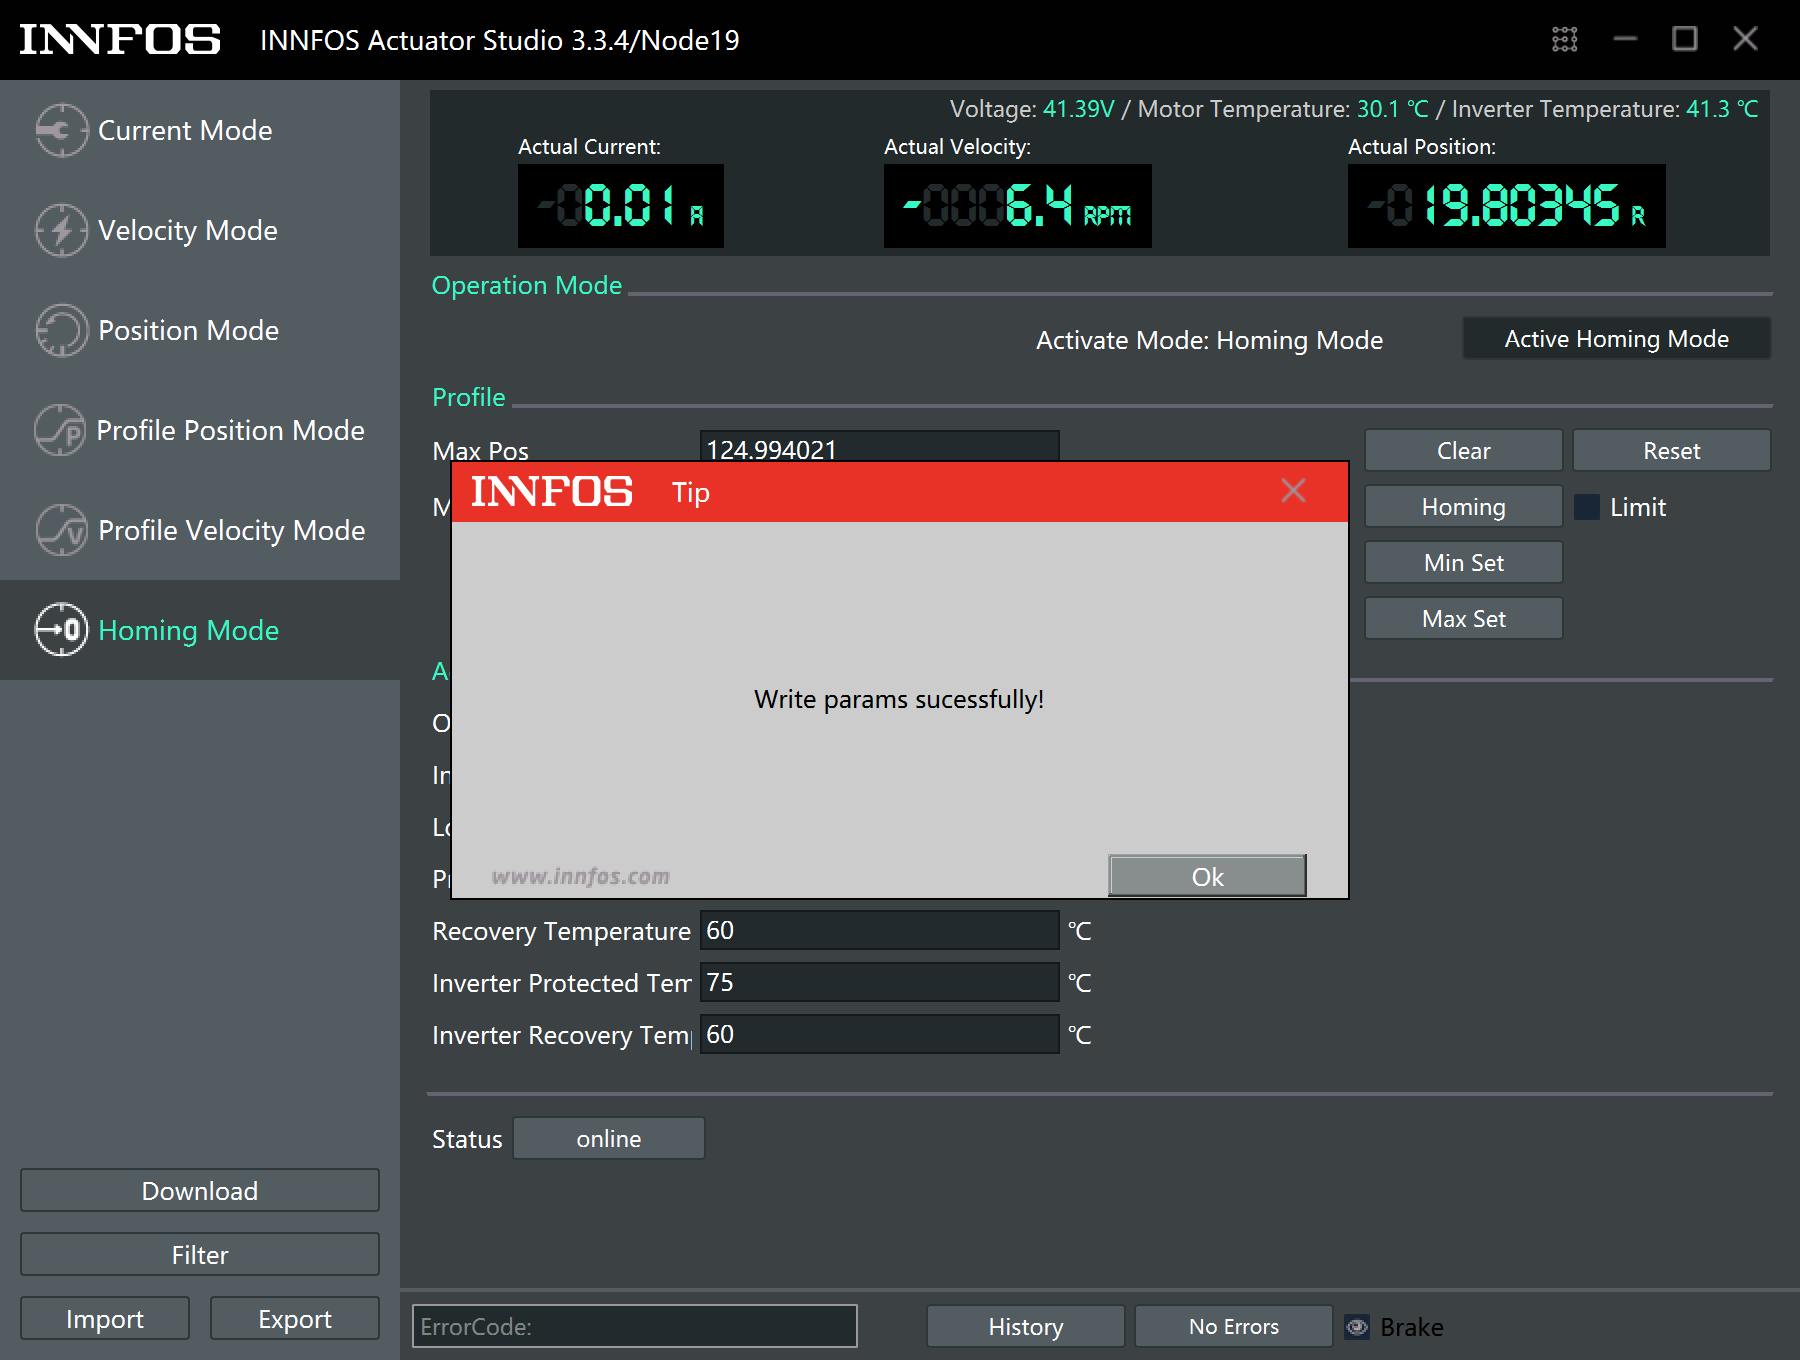 INNFOS INNFOS Actuator Studio 3.3.4/Node19
Current Mode
Velocity Mode
Position Mode
Profile Position Mode
Profile Velocity Mode
Homing Mode
Download
Filter
Import Export
Voltage: 41.39V / Motor Temperature: 30.1 ℃ / Inverter Temperature: 41.3 ℃
Actual Current: Actual Velocity: Actual Position:
0.01 A -6.4 RPM 19.80345 R
Operation Mode
Activate Mode: Homing Mode Active Homing Mode
Profile
Max Pos 124.994021 Clear Reset
Homing Limit
Min Set
Max Set
INNFOS Tip
Write params sucessfully!
www.innfos.com Ok
Recovery Temperature 60 ℃
Inverter Protected Tem 75 ℃
Inverter Recovery Tem 60 ℃
Status online
ErrorCode: History No Errors Brake